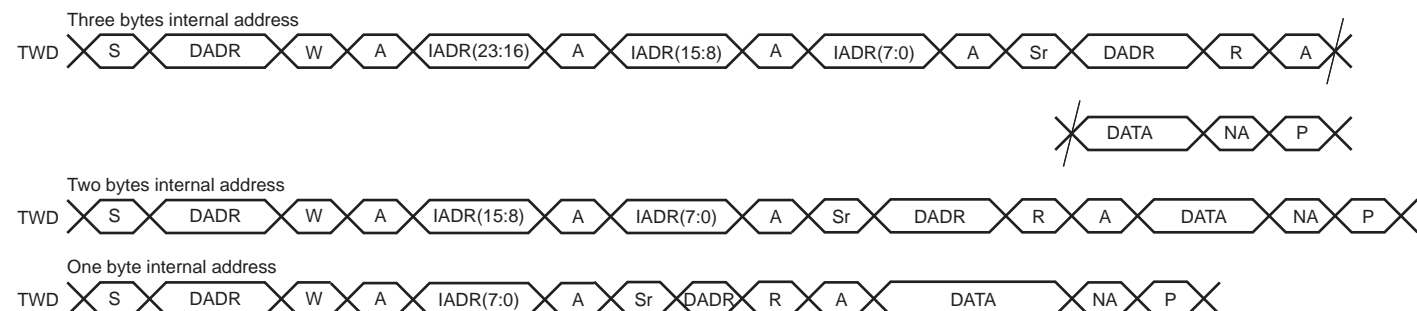 Three bytes internal address
TWD S DADR W A IADR(23:16) A IADR(15:8) A IADR(7:0) A Sr DADR R A
DATA NA P
Two bytes internal address
TWD S DADR W A IADR(15:8) A IADR(7:0) A Sr DADR R A DATA NA P
One byte internal address
TWD S DADR W A IADR(7:0) A Sr DADR R A DATA NA P